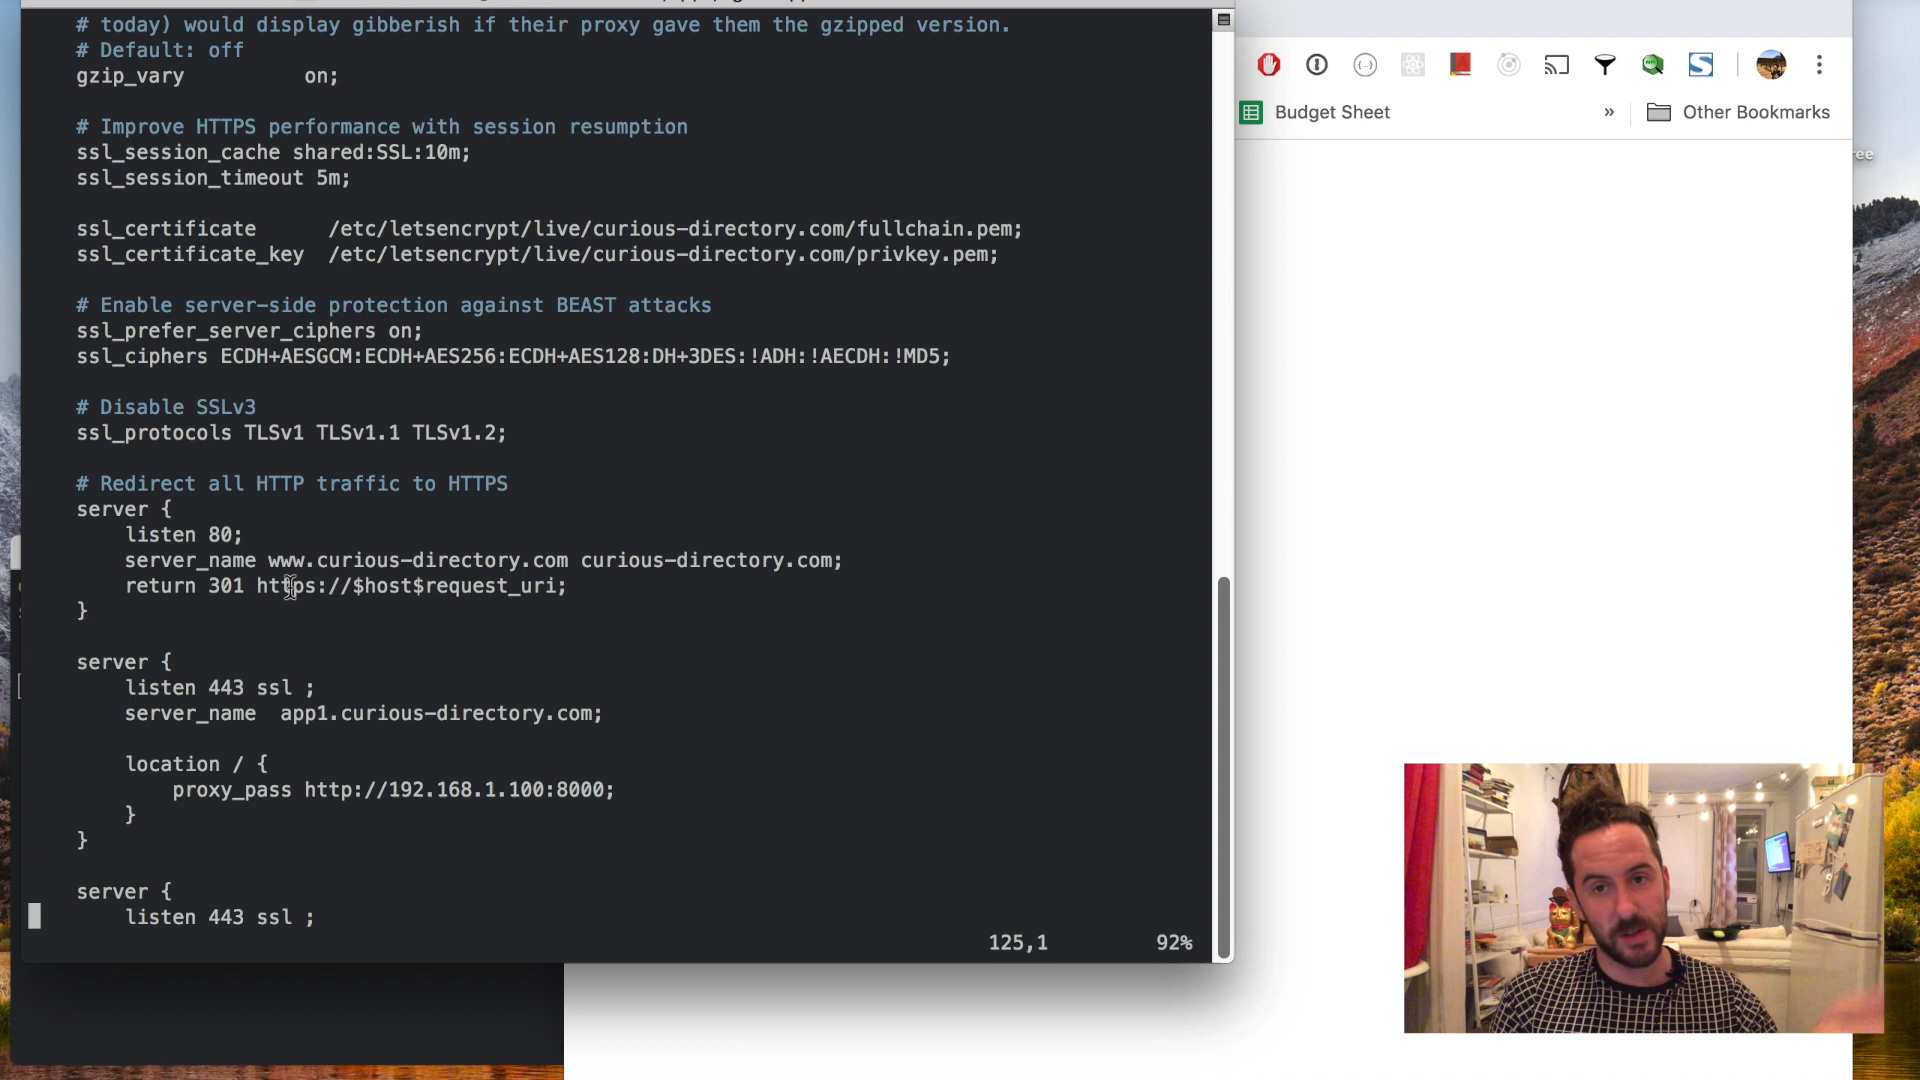 # today) would display gibberish if their proxy gave them the gzipped version.
# Default: off
gzip_vary          on;
# Improve HTTPS performance with session resumption
ssl_session_cache shared:SSL:10m;
ssl_session_timeout 5m;
ssl_certificate      /etc/letsencrypt/live/curious-directory.com/fullchain.pem;
ssl_certificate_key  /etc/letsencrypt/live/curious-directory.com/privkey.pem;
# Enable server-side protection against BEAST attacks
ssl_prefer_server_ciphers on;
ssl_ciphers ECDH+AESGCM:ECDH+AES256:ECDH+AES128:DH+3DES:!ADH:!AECDH:!MD5;
# Disable SSLv3
ssl_protocols TLSv1 TLSv1.1 TLSv1.2;
# Redirect all HTTP traffic to HTTPS
server {
listen 80;
server_name www.curious-directory.com curious-directory.com;
return 301 https://$host$request_uri;
}
server {
listen 443 ssl ;
server_name  app1.curious-directory.com;
location / {
proxy_pass http://192.168.1.100:8000;
}
}
server {
listen 443 ssl ;
125,1          92%
Budget Sheet
»
Other Bookmarks